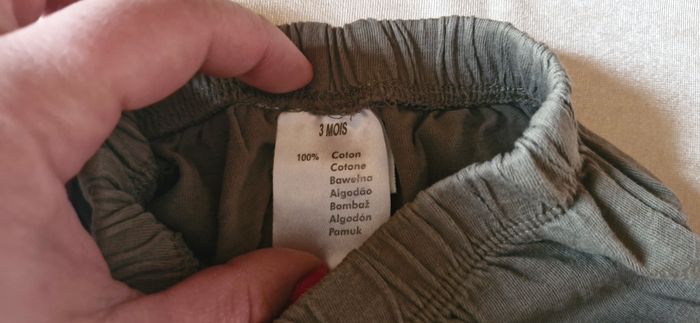 3 MOIS
100% Coton
Cotone
Bawełna
Algodão
Bombaž
Algodón
Pamuk